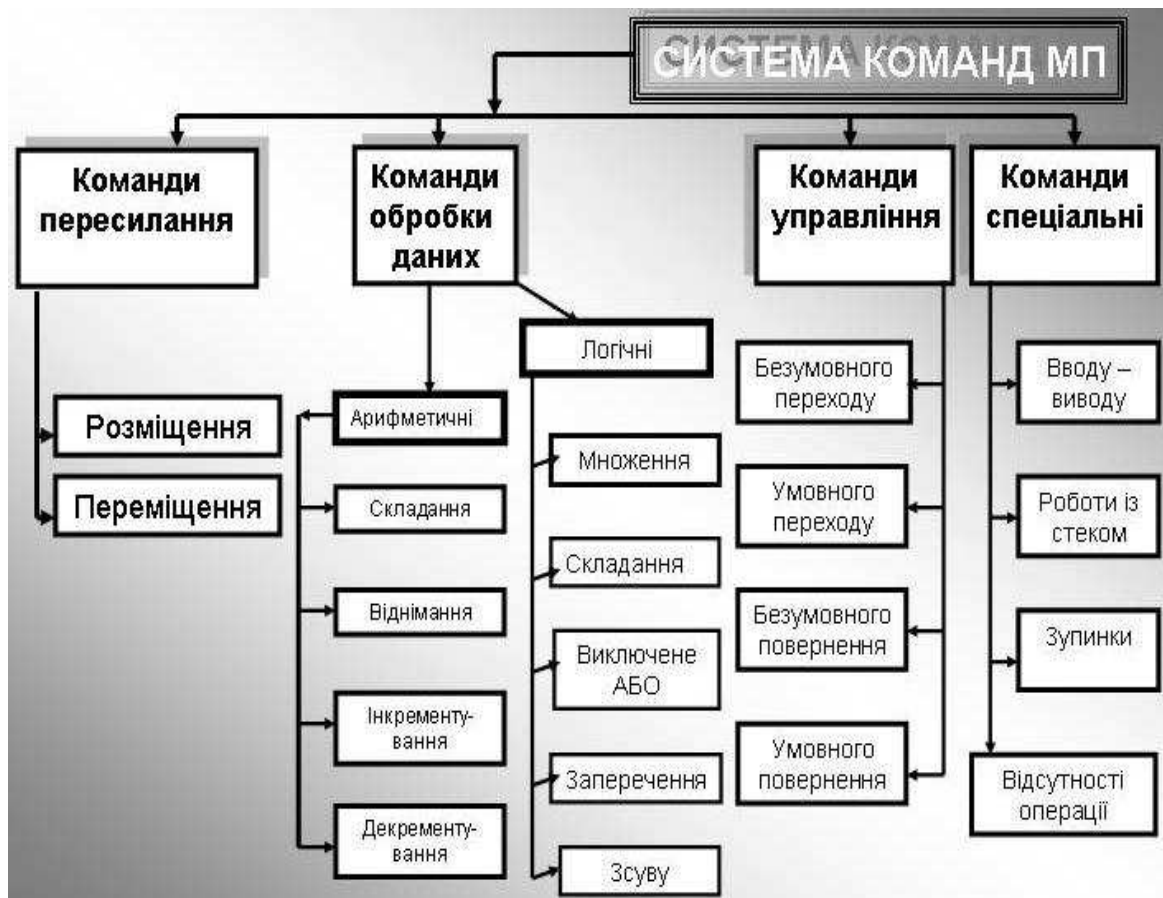 СИСТЕМА КОМАНД МП
Команди
пересилання
Команди
обробки
даних
Команди
управління
Команди
спеціальні
Розміщення
Переміщення
Арифметичні
Складання
Віднімання
Інкременту-
вання
Декременту-
вання
Логічні
Множення
Складання
Виключене
АБО
Заперечення
Зсуву
Безумовного
переходу
Умовного
переходу
Безумовного
повернення
Умовного
повернення
Вводу –
виводу
Роботи із
стеком
Зупинки
Відсутності
операції